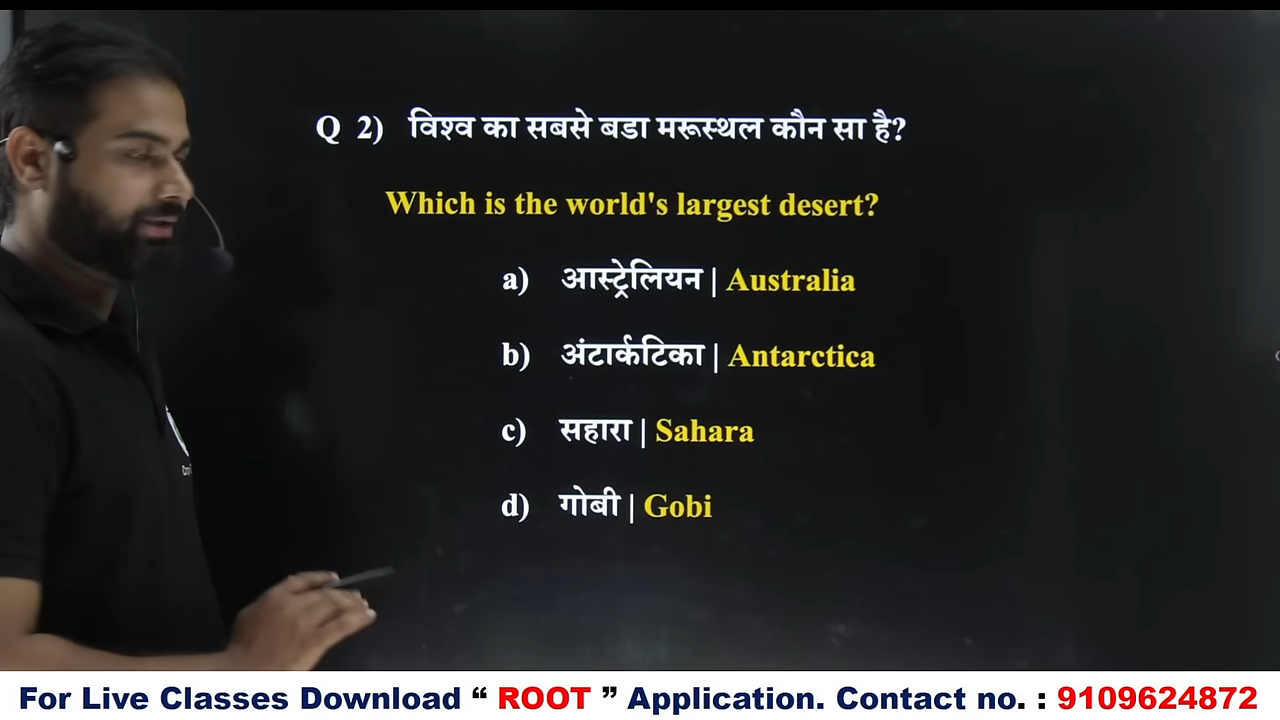 Q 2) विश्व का सबसे बडा मरूस्थल कौन सा है?
Which is the world's largest desert?
a) आस्ट्रेलियन | Australia
b) अंटार्कटिका | Antarctica
c) सहारा | Sahara
d) गोबी | Gobi
For Live Classes Download “ ROOT ” Application. Contact no. : 9109624872